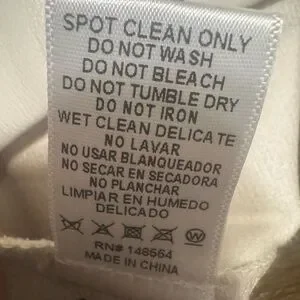 SPOT CLEAN ONLY
DO NOT WASH
DO NOT BLEACH
DO NOT TUMBLE DRY
DO NOT IRON
WET CLEAN DELICATE
NO LAVAR
NO USAR BLANQUEADOR
NO SECAR EN SECADORA
NO PLANCHAR
LIMPIAR EN HUMEDO
DELICADO
W
RN# 148564
MADE IN CHINA